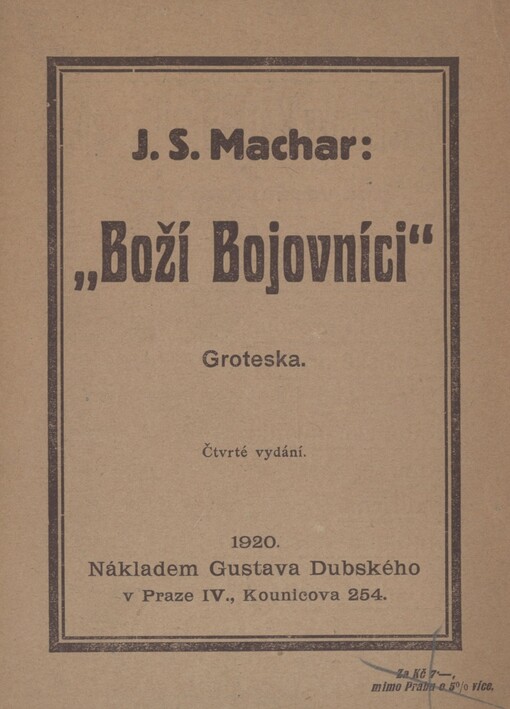 J. S. Machar:
„Boží Bojovníci“
Groteska.
Čtvrté vydání.
1920.
Nákladem Gustava Dubského
v Praze IV., Kounicova 254.
Za Kč 7·—,
mimo Prahu o 5% více.